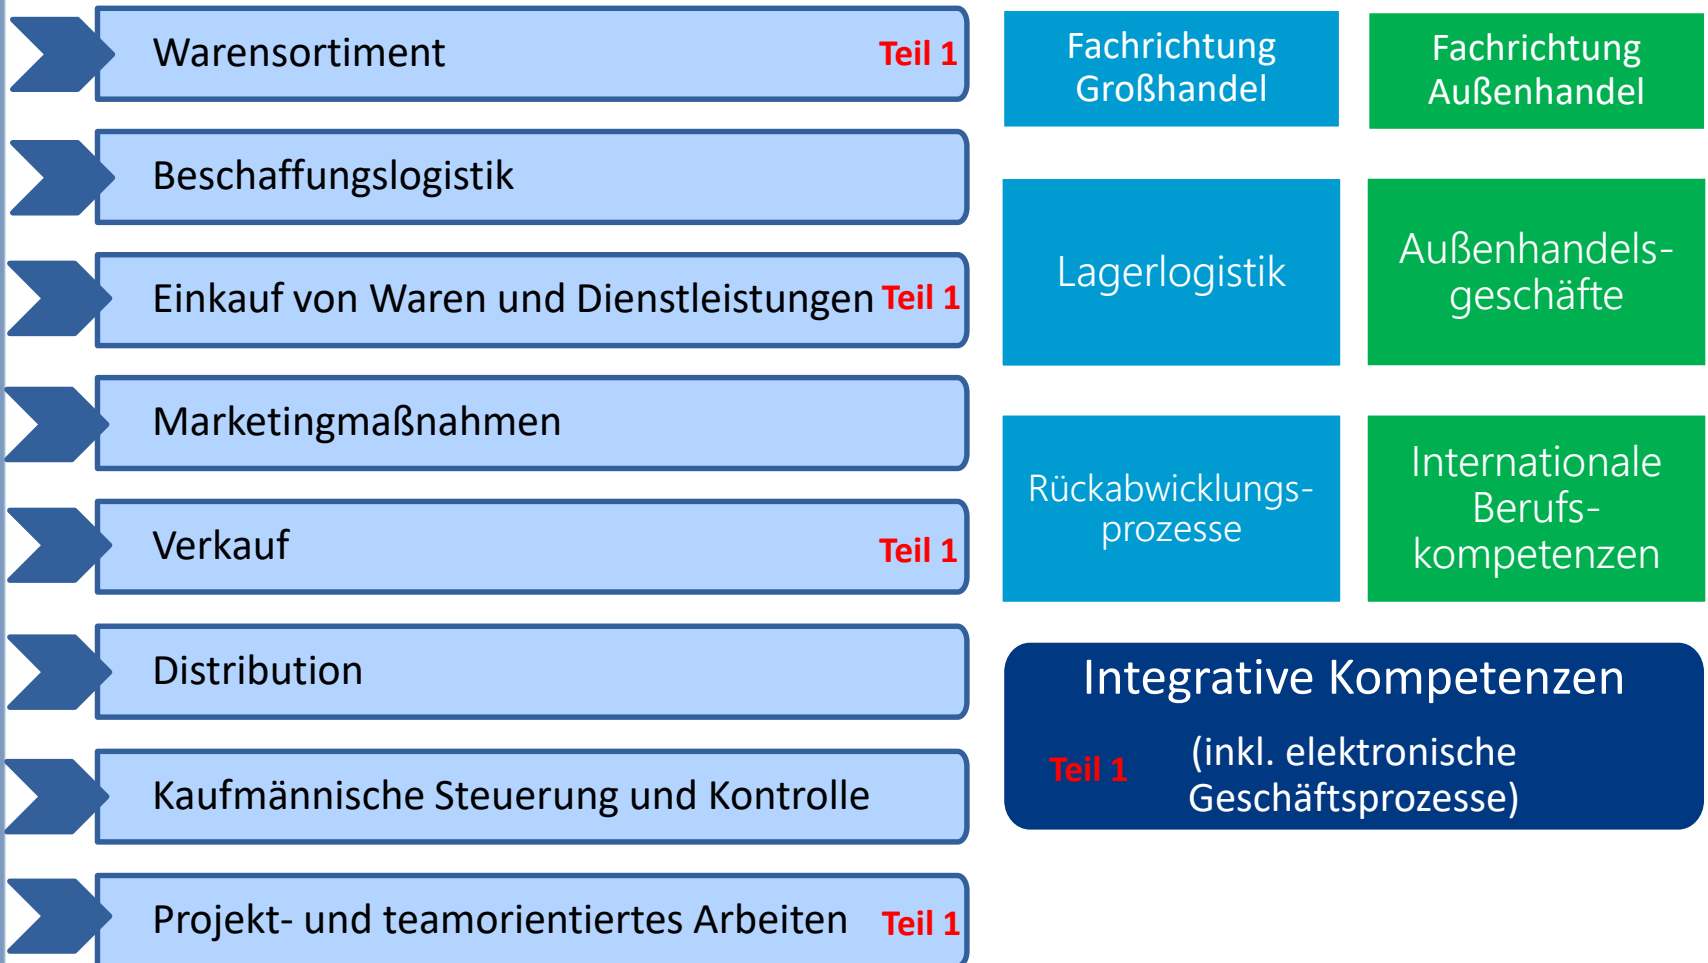 Warensortiment Teil 1
Beschaffungslogistik
Einkauf von Waren und Dienstleistungen Teil 1
Marketingmaßnahmen
Verkauf Teil 1
Distribution
Kaufmännische Steuerung und Kontrolle
Projekt- und teamorientiertes Arbeiten Teil 1
Fachrichtung
Großhandel
Fachrichtung
Außenhandel
Lagerlogistik
Außenhandels-
geschäfte
Rückabwicklungs-
prozesse
Internationale
Berufs-
kompetenzen
Integrative Kompetenzen
Teil 1
(inkl. elektronische
Geschäftsprozesse)